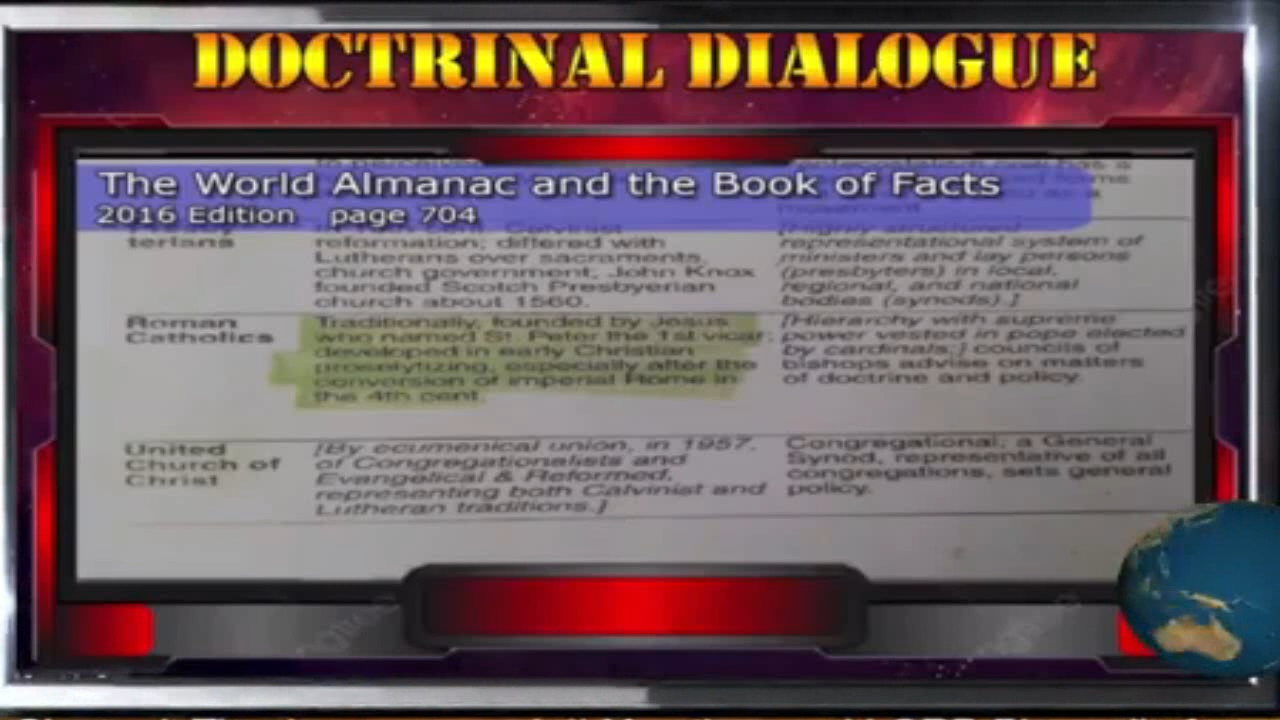 DOCTRINAL DIALOGUE
The World Almanac and the Book of Facts
2016 Edition page 704
terians
reformation; differed with
Lutherans over sacraments,
church government, John Knox
founded Scotch Presbyerian
church about 1560.
[Highly structured
representational system of
ministers and lay persons
(presbyters) in local,
regional, and national
bodies (synods).]
Roman
Catholics
Traditionally, founded by Jesus
who named St. Peter the 1st vicar;
developed in early Christian
proselytizing, especially after the
conversion of imperial Rome in
the 4th cent.
[Hierarchy with supreme
power vested in pope elected
by cardinals;] councils of
bishops advise on matters
of doctrine and policy.
United
Church of
Christ
[By ecumenical union, in 1957,
of Congregationalists and
Evangelical & Reformed,
representing both Calvinist and
Lutheran traditions.]
Congregational; a General
Synod, representative of all
congregations, sets general
policy.